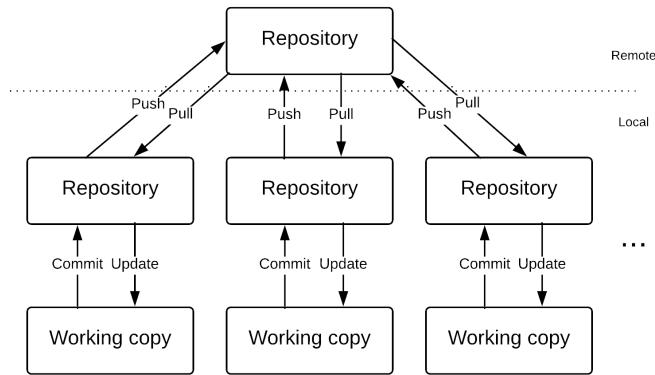 Repository
Remote
Push Pull Push Pull Push Pull
Local
Repository Repository Repository
...
Commit Update Commit Update Commit Update
Working copy Working copy Working copy